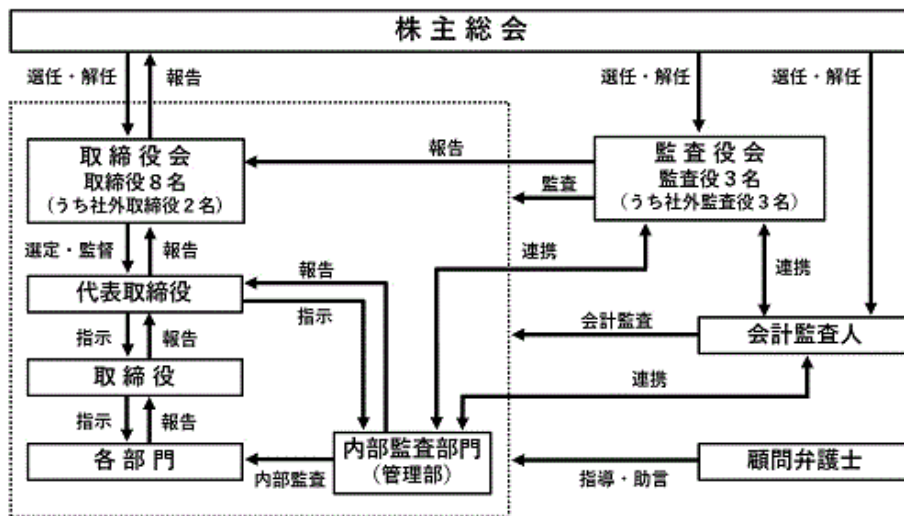 株主総会
選任・解任
報告
選任・解任
選任・解任
取締役会
取締役8名
(うち社外取締役2名)
報告
監査役会
監査役3名
(うち社外監査役3名)
監査
選定・監督
報告
報告
連携
連携
代表取締役
指示
会計監査
会計監査人
指示
報告
取締役
連携
指示
報告
各部門
内部監査
内部監査部門
(管理部)
指導・助言
顧問弁護士